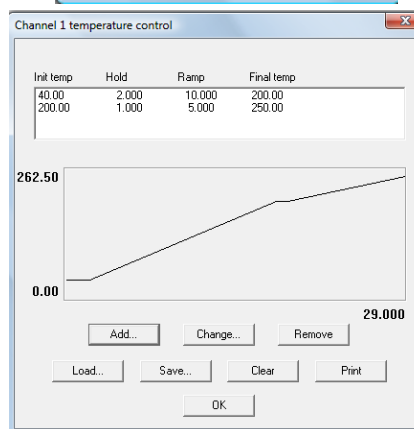 Channel 1 temperature control
Init temp Hold Ramp Final temp
40.00 2.000 10.000 200.00
200.00 1.000 5.000 250.00
262.50
0.00
29.000
Add... Change... Remove
Load... Save... Clear Print
OK